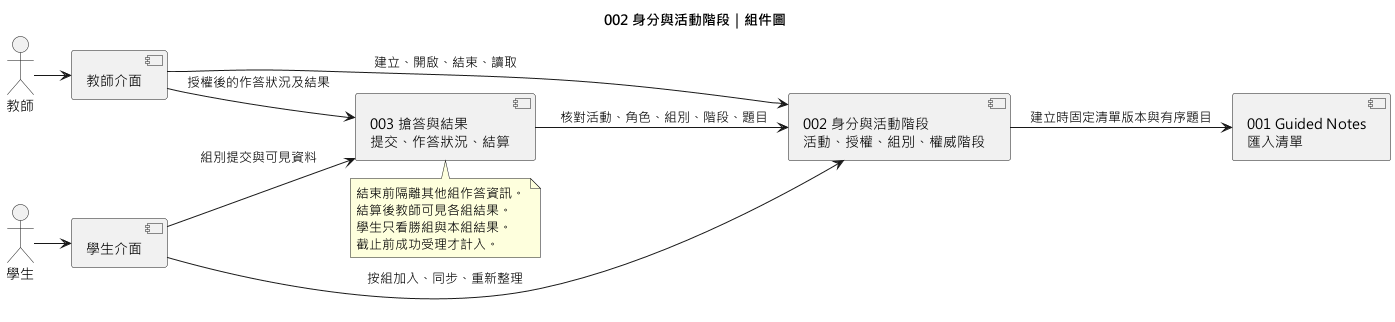 002 身分與活動階段 | 組件圖
教師
教師介面
建立、開啟、結束、讀取
授權後的作答狀況及結果
003 搶答與結果
提交、作答狀況、結算
核對活動、角色、組別、階段、題目
002 身分與活動階段
活動、授權、組別、權威階段
建立時固定清單版本與有序題目
001 Guided Notes
匯入清單
組別提交與可見資料
結束前隔離其他組作答資訊。
結算後教師可見各組結果。
學生只看勝組與本組結果。
截止前成功受理才計入。
學生
學生介面
按組加入、同步、重新整理